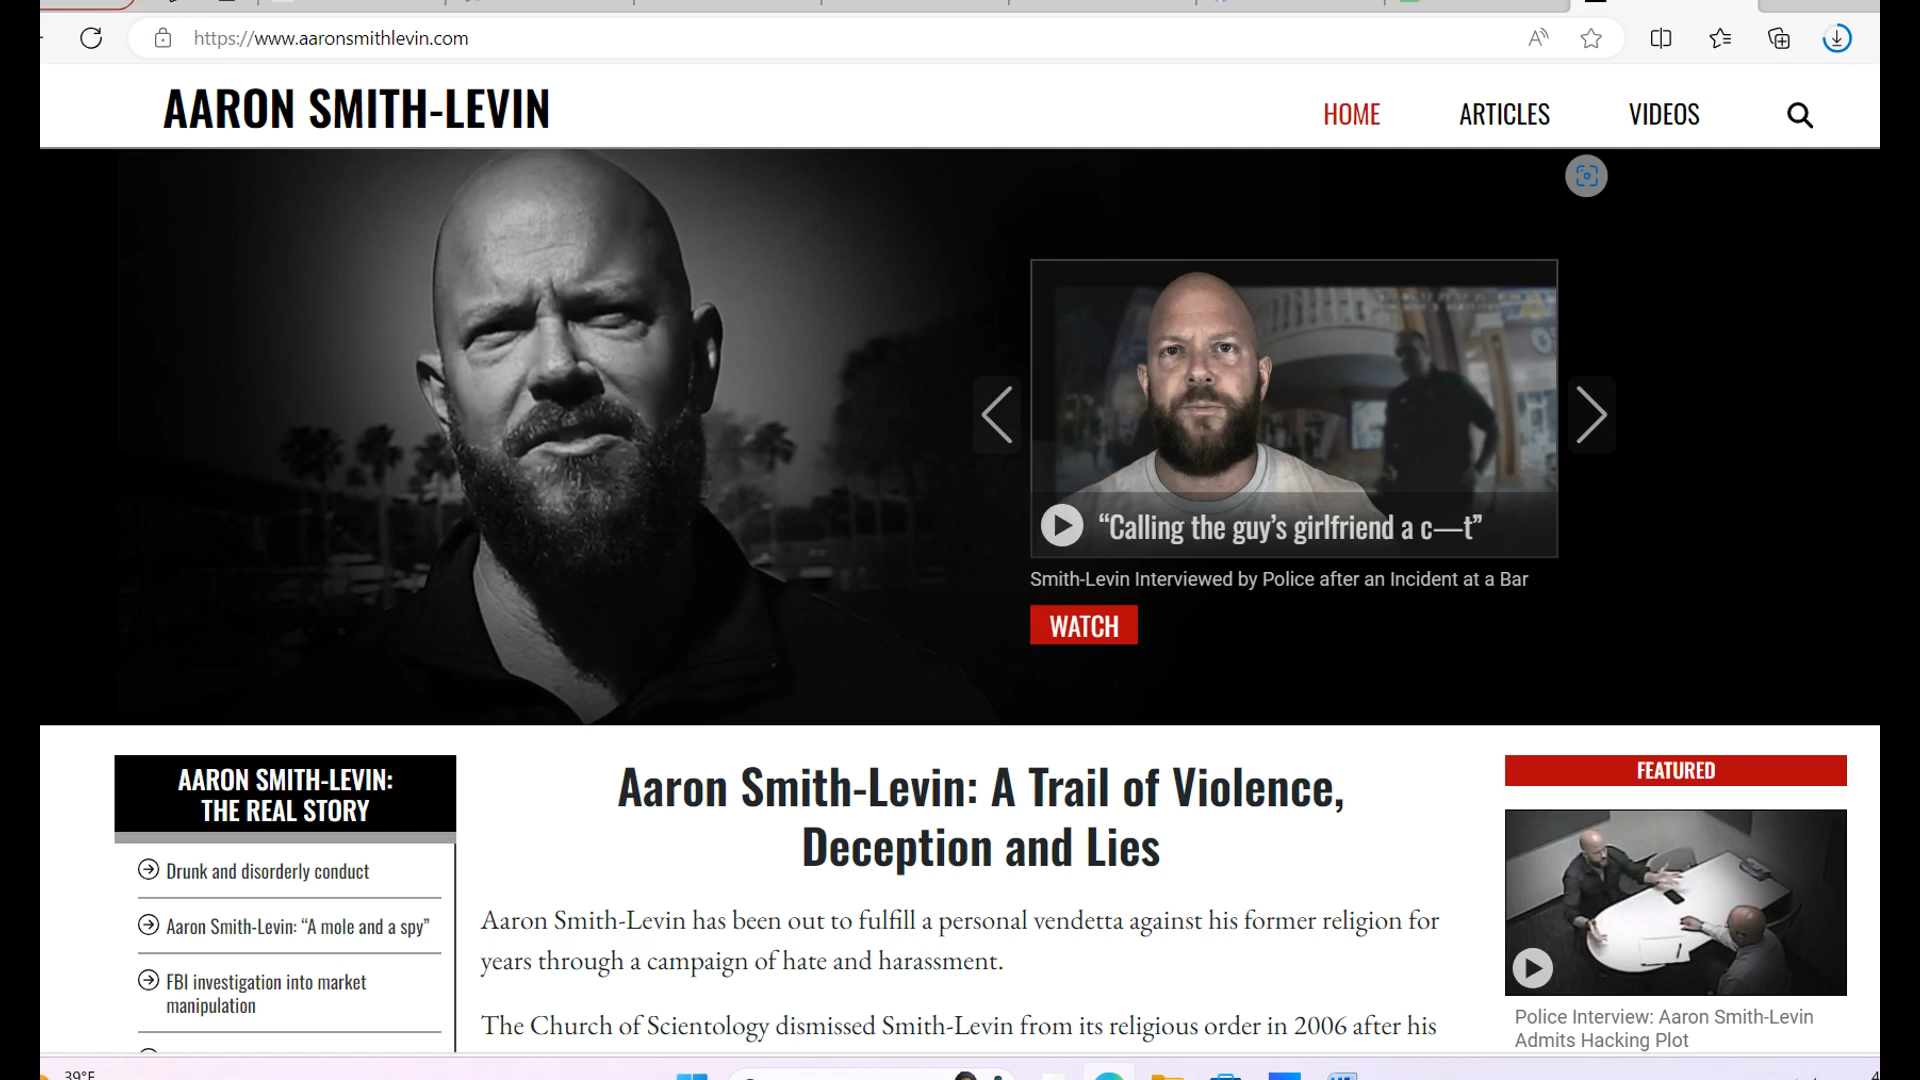 https://www.aaronsmithlevin.com
AARON SMITH-LEVIN
HOME
ARTICLES
VIDEOS
“Calling the guy’s girlfriend a c—t”
Smith-Levin Interviewed by Police after an Incident at a Bar
WATCH
AARON SMITH-LEVIN:
THE REAL STORY
Drunk and disorderly conduct
Aaron Smith-Levin: “A mole and a spy”
FBI investigation into market
manipulation
Aaron Smith-Levin: A Trail of Violence,
Deception and Lies
Aaron Smith-Levin has been out to fulfill a personal vendetta against his former religion for
years through a campaign of hate and harassment.
The Church of Scientology dismissed Smith-Levin from its religious order in 2006 after his
FEATURED
Police Interview: Aaron Smith-Levin
Admits Hacking Plot
39°F